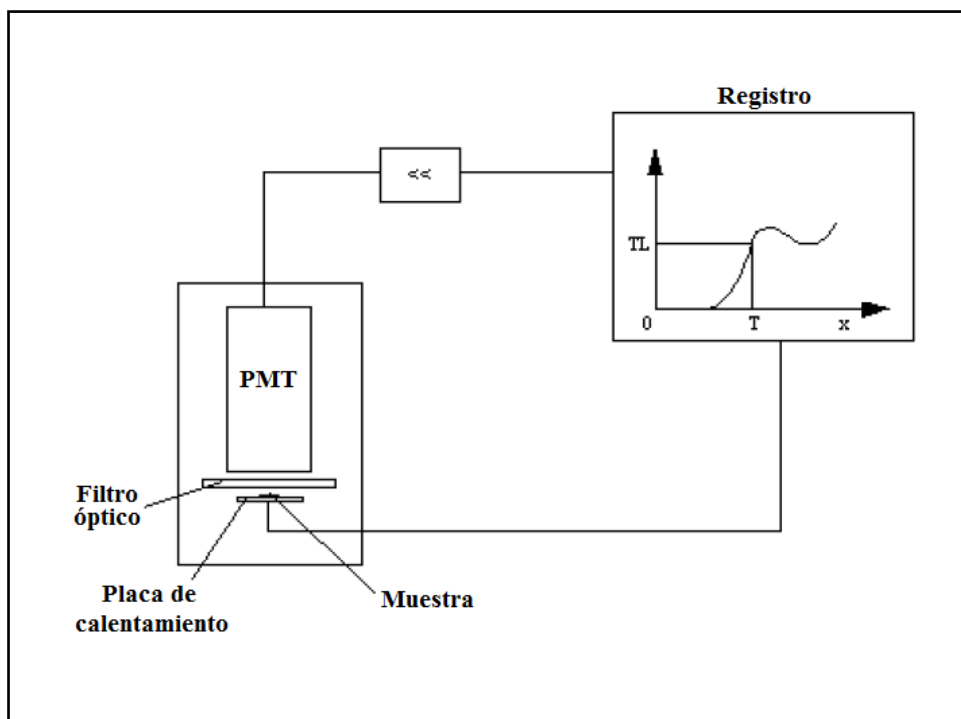 Registro
<<
TL
0
T
x
PMT
Filtro
óptico
Placa de
calentamiento
Muestra